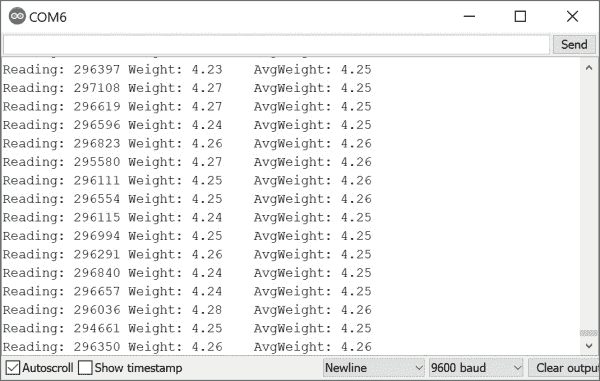 COM6
Send
Reading: 296397 Weight: 4.23 AvgWeight: 4.25
Reading: 297108 Weight: 4.27 AvgWeight: 4.25
Reading: 296619 Weight: 4.27 AvgWeight: 4.25
Reading: 296596 Weight: 4.24 AvgWeight: 4.25
Reading: 296823 Weight: 4.26 AvgWeight: 4.26
Reading: 295580 Weight: 4.27 AvgWeight: 4.26
Reading: 296111 Weight: 4.25 AvgWeight: 4.26
Reading: 296554 Weight: 4.25 AvgWeight: 4.26
Reading: 296115 Weight: 4.24 AvgWeight: 4.25
Reading: 296994 Weight: 4.25 AvgWeight: 4.25
Reading: 296291 Weight: 4.26 AvgWeight: 4.25
Reading: 296840 Weight: 4.24 AvgWeight: 4.25
Reading: 296657 Weight: 4.24 AvgWeight: 4.25
Reading: 296036 Weight: 4.28 AvgWeight: 4.26
Reading: 294661 Weight: 4.25 AvgWeight: 4.25
Reading: 296350 Weight: 4.26 AvgWeight: 4.26
Autoscroll Show timestamp Newline 9600 baud Clear outpu